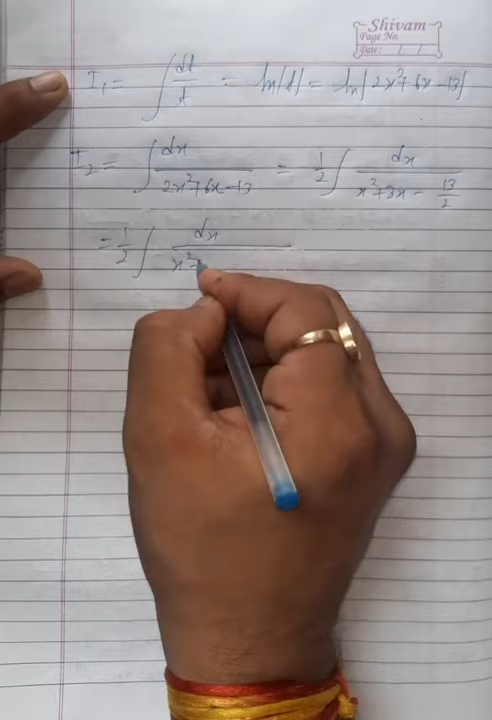 Shivam
Page No.
Date: / /
I₁ = ∫ dt/t = ln|t| = ln|2x²+6x-13|
I₂ = ∫ dx/(2x²+6x-13) = 1/2 ∫ dx/(x²+3x - 13/2)
= 1/2 ∫ dx/(x²+